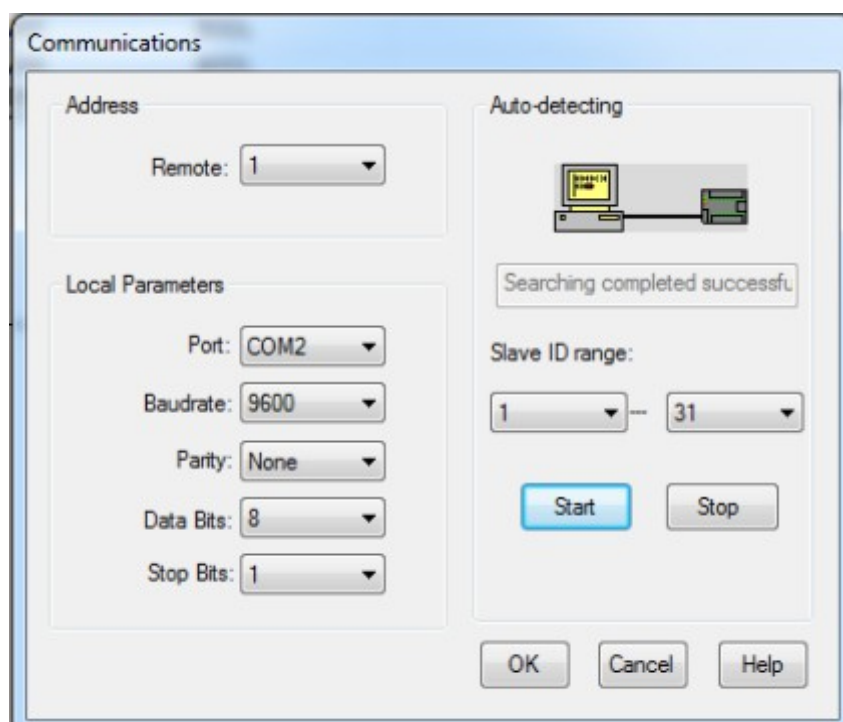 Communications
Address
Remote: 1
Local Parameters
Port: COM2
Baudrate: 9600
Parity: None
Data Bits: 8
Stop Bits: 1
Auto-detecting
Searching completed successfu
Slave ID range:
1 --- 31
Start Stop
OK Cancel Help